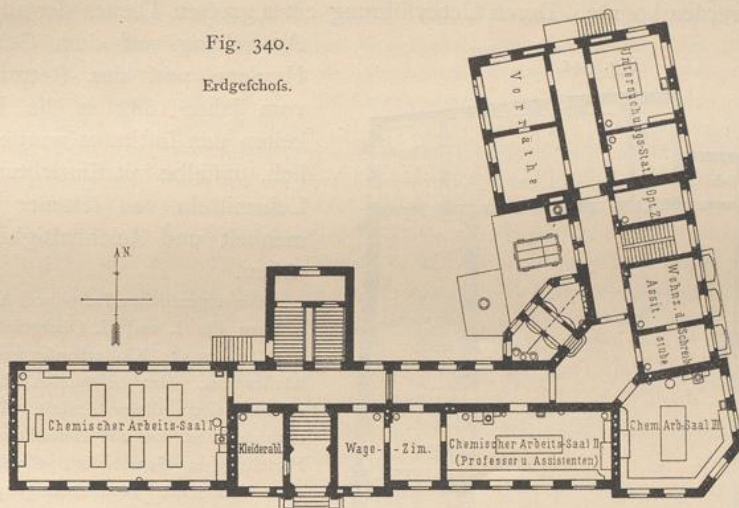 Fig. 340.
Erdgeſchoſs.
Vorräthe
Unterſuchungs-Stat.
Opt. Z.
A N.
Wohnz. d. Aſſiſt.
Schreibſtube
Chemiſcher Arbeits-Saal I.
Kleiderabl.
Wage-
-Zim.
Chemiſcher Arbeits-Saal II
(Profeſſor u. Aſſiſtenten)
Chem. Arb. Saal III